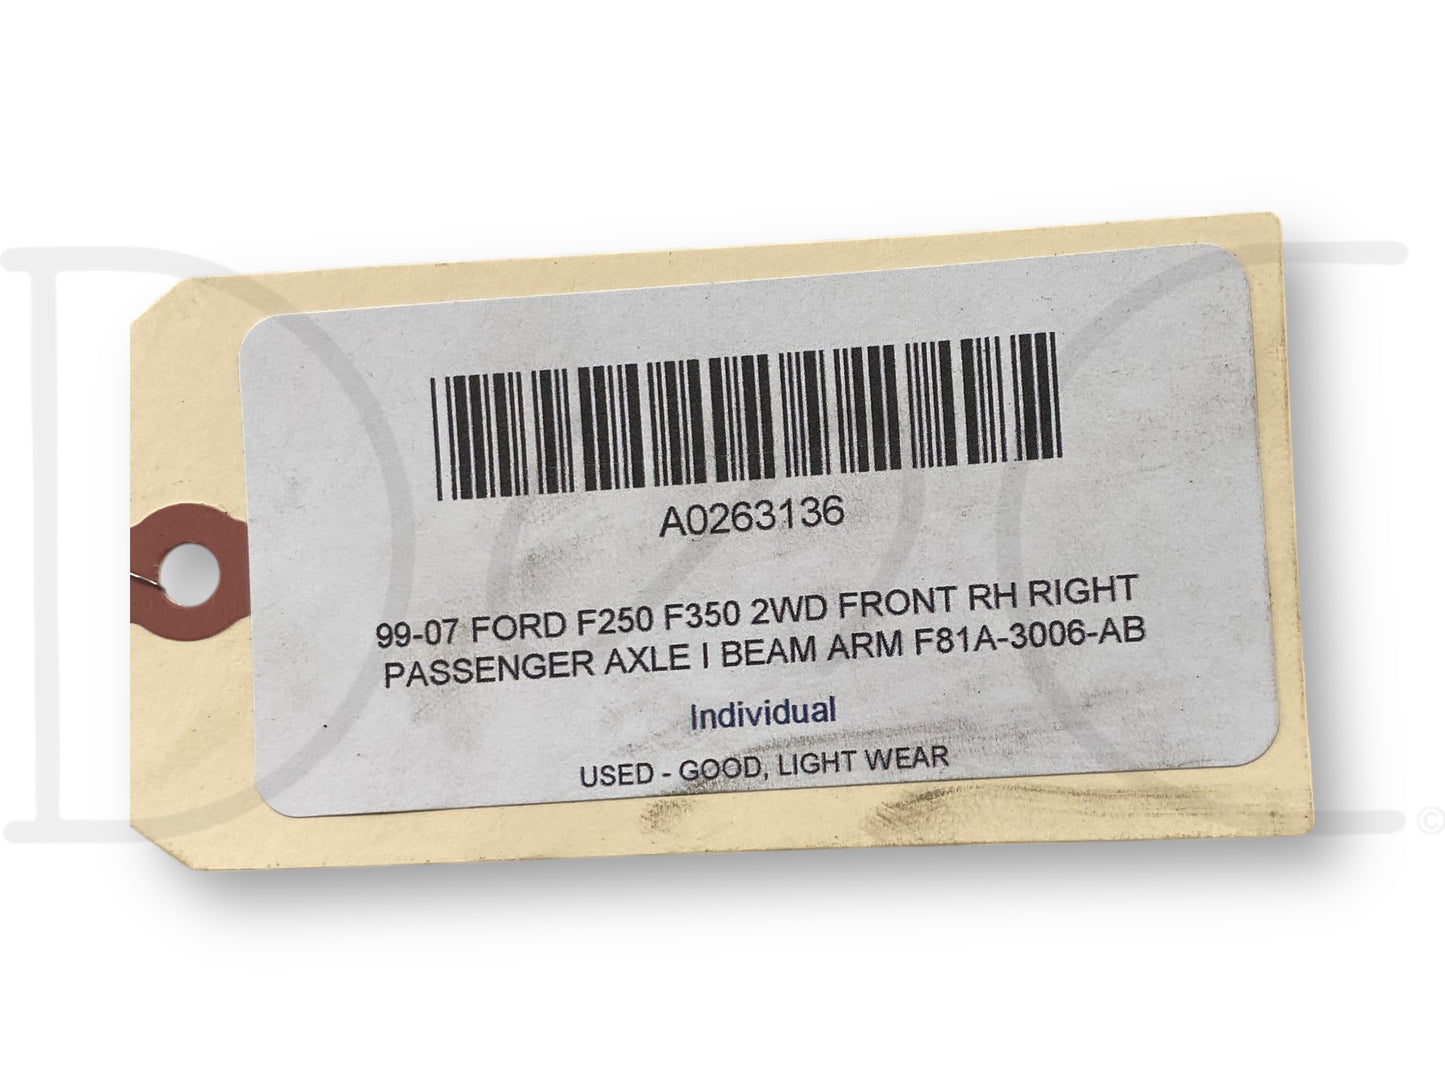 A0263136
99-07 FORD F250 F350 2WD FRONT RH RIGHT
PASSENGER AXLE I BEAM ARM F81A-3006-AB
Individual
USED - GOOD, LIGHT WEAR
©